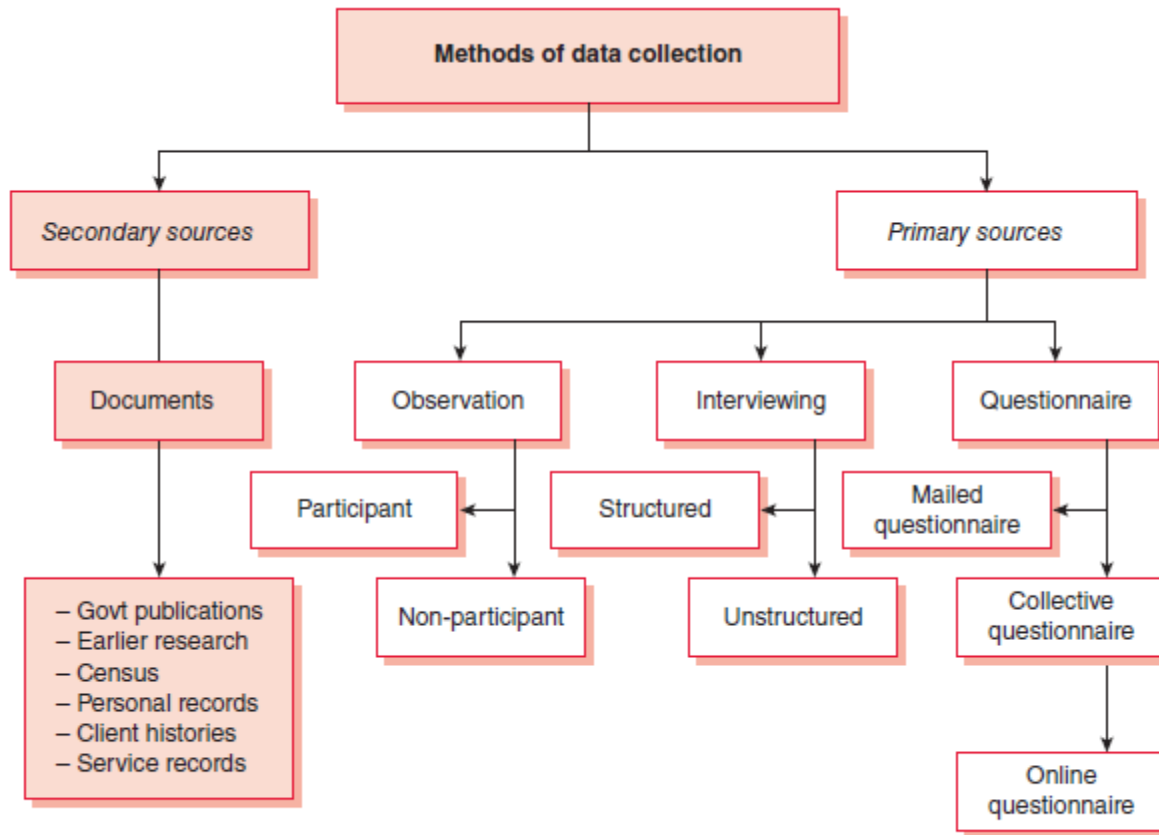 Methods of data collection
Secondary sources
Primary sources
Documents
Observation
Interviewing
Questionnaire
Participant
Structured
Mailed
questionnaire
– Govt publications
– Earlier research
– Census
– Personal records
– Client histories
– Service records
Non-participant
Unstructured
Collective
questionnaire
Online
questionnaire